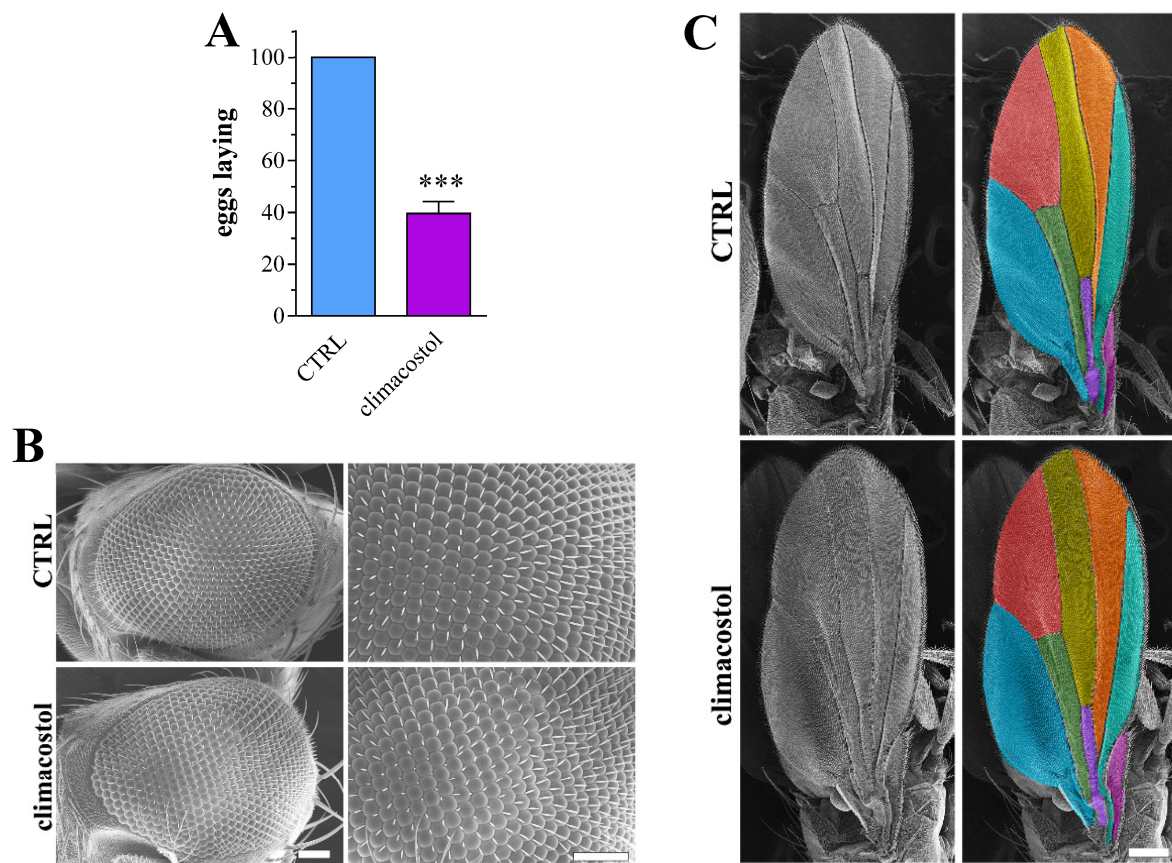 A
eggs laying
100
80
60
40
20
0
***
CTRL
climacostol
B
CTRL
climacostol
C
CTRL
climacostol